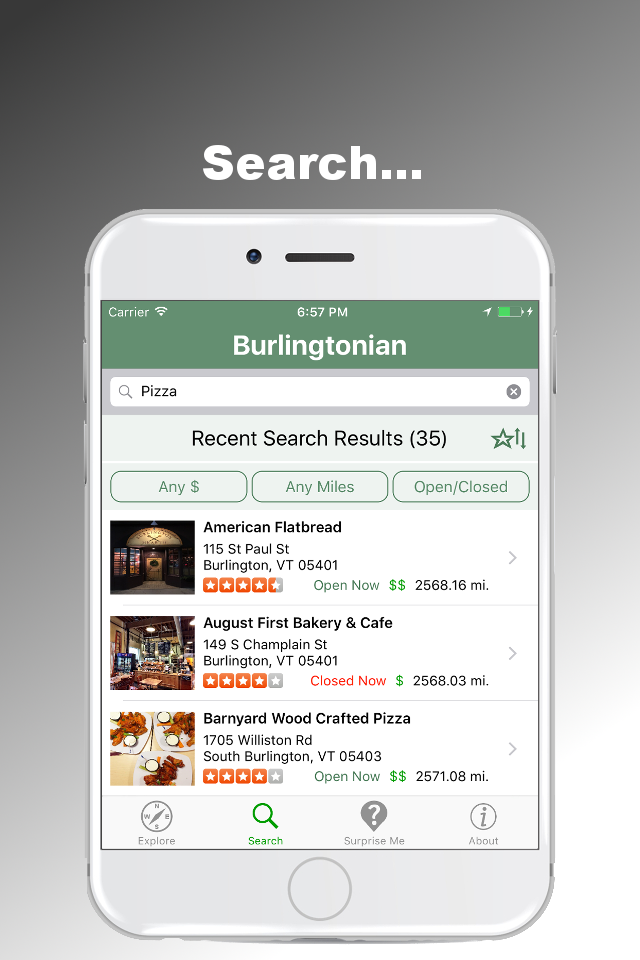 Search...
Carrier 6:57 PM
Burlingtonian
Pizza
Recent Search Results (35)
Any $ Any Miles Open/Closed
American Flatbread
115 St Paul St
Burlington, VT 05401
Open Now $$ 2568.16 mi.
August First Bakery & Cafe
149 S Champlain St
Burlington, VT 05401
Closed Now $ 2568.03 mi.
Barnyard Wood Crafted Pizza
1705 Williston Rd
South Burlington, VT 05403
Open Now $$ 2571.08 mi.
N
W E
S
?
i
Explore Search Surprise Me About